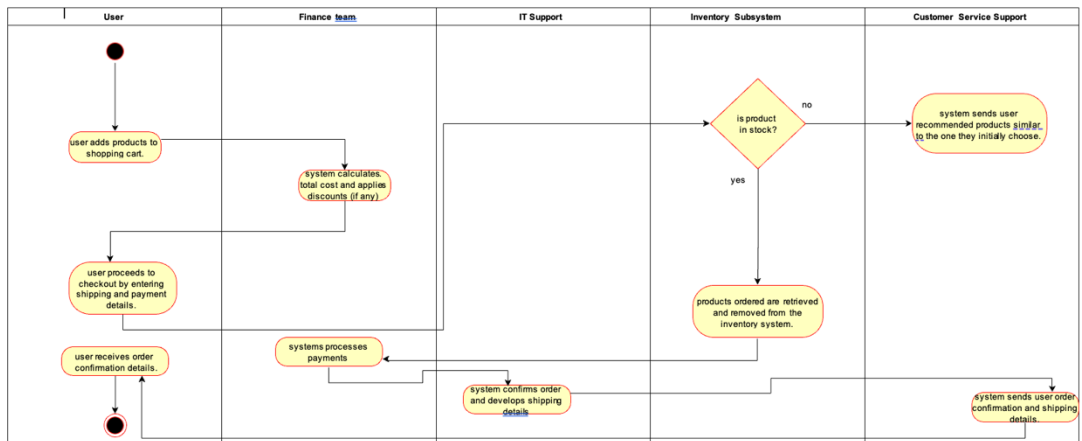 User
Finance team
IT Support
Inventory Subsystem
Customer Service Support
user adds products to
shopping cart.
system calculates
total cost and applies
discounts (if any)
user proceeds to
checkout by entering
shipping and payment
details.
is product
in stock?
no
yes
system sends user
recommended products similar
to the one they initially choose.
products ordered are retrieved
and removed from the
inventory system.
systems processes
payments
system confirms order
and develops shipping
details
system sends user order
confirmation and shipping
details.
user receives order
confirmation details.